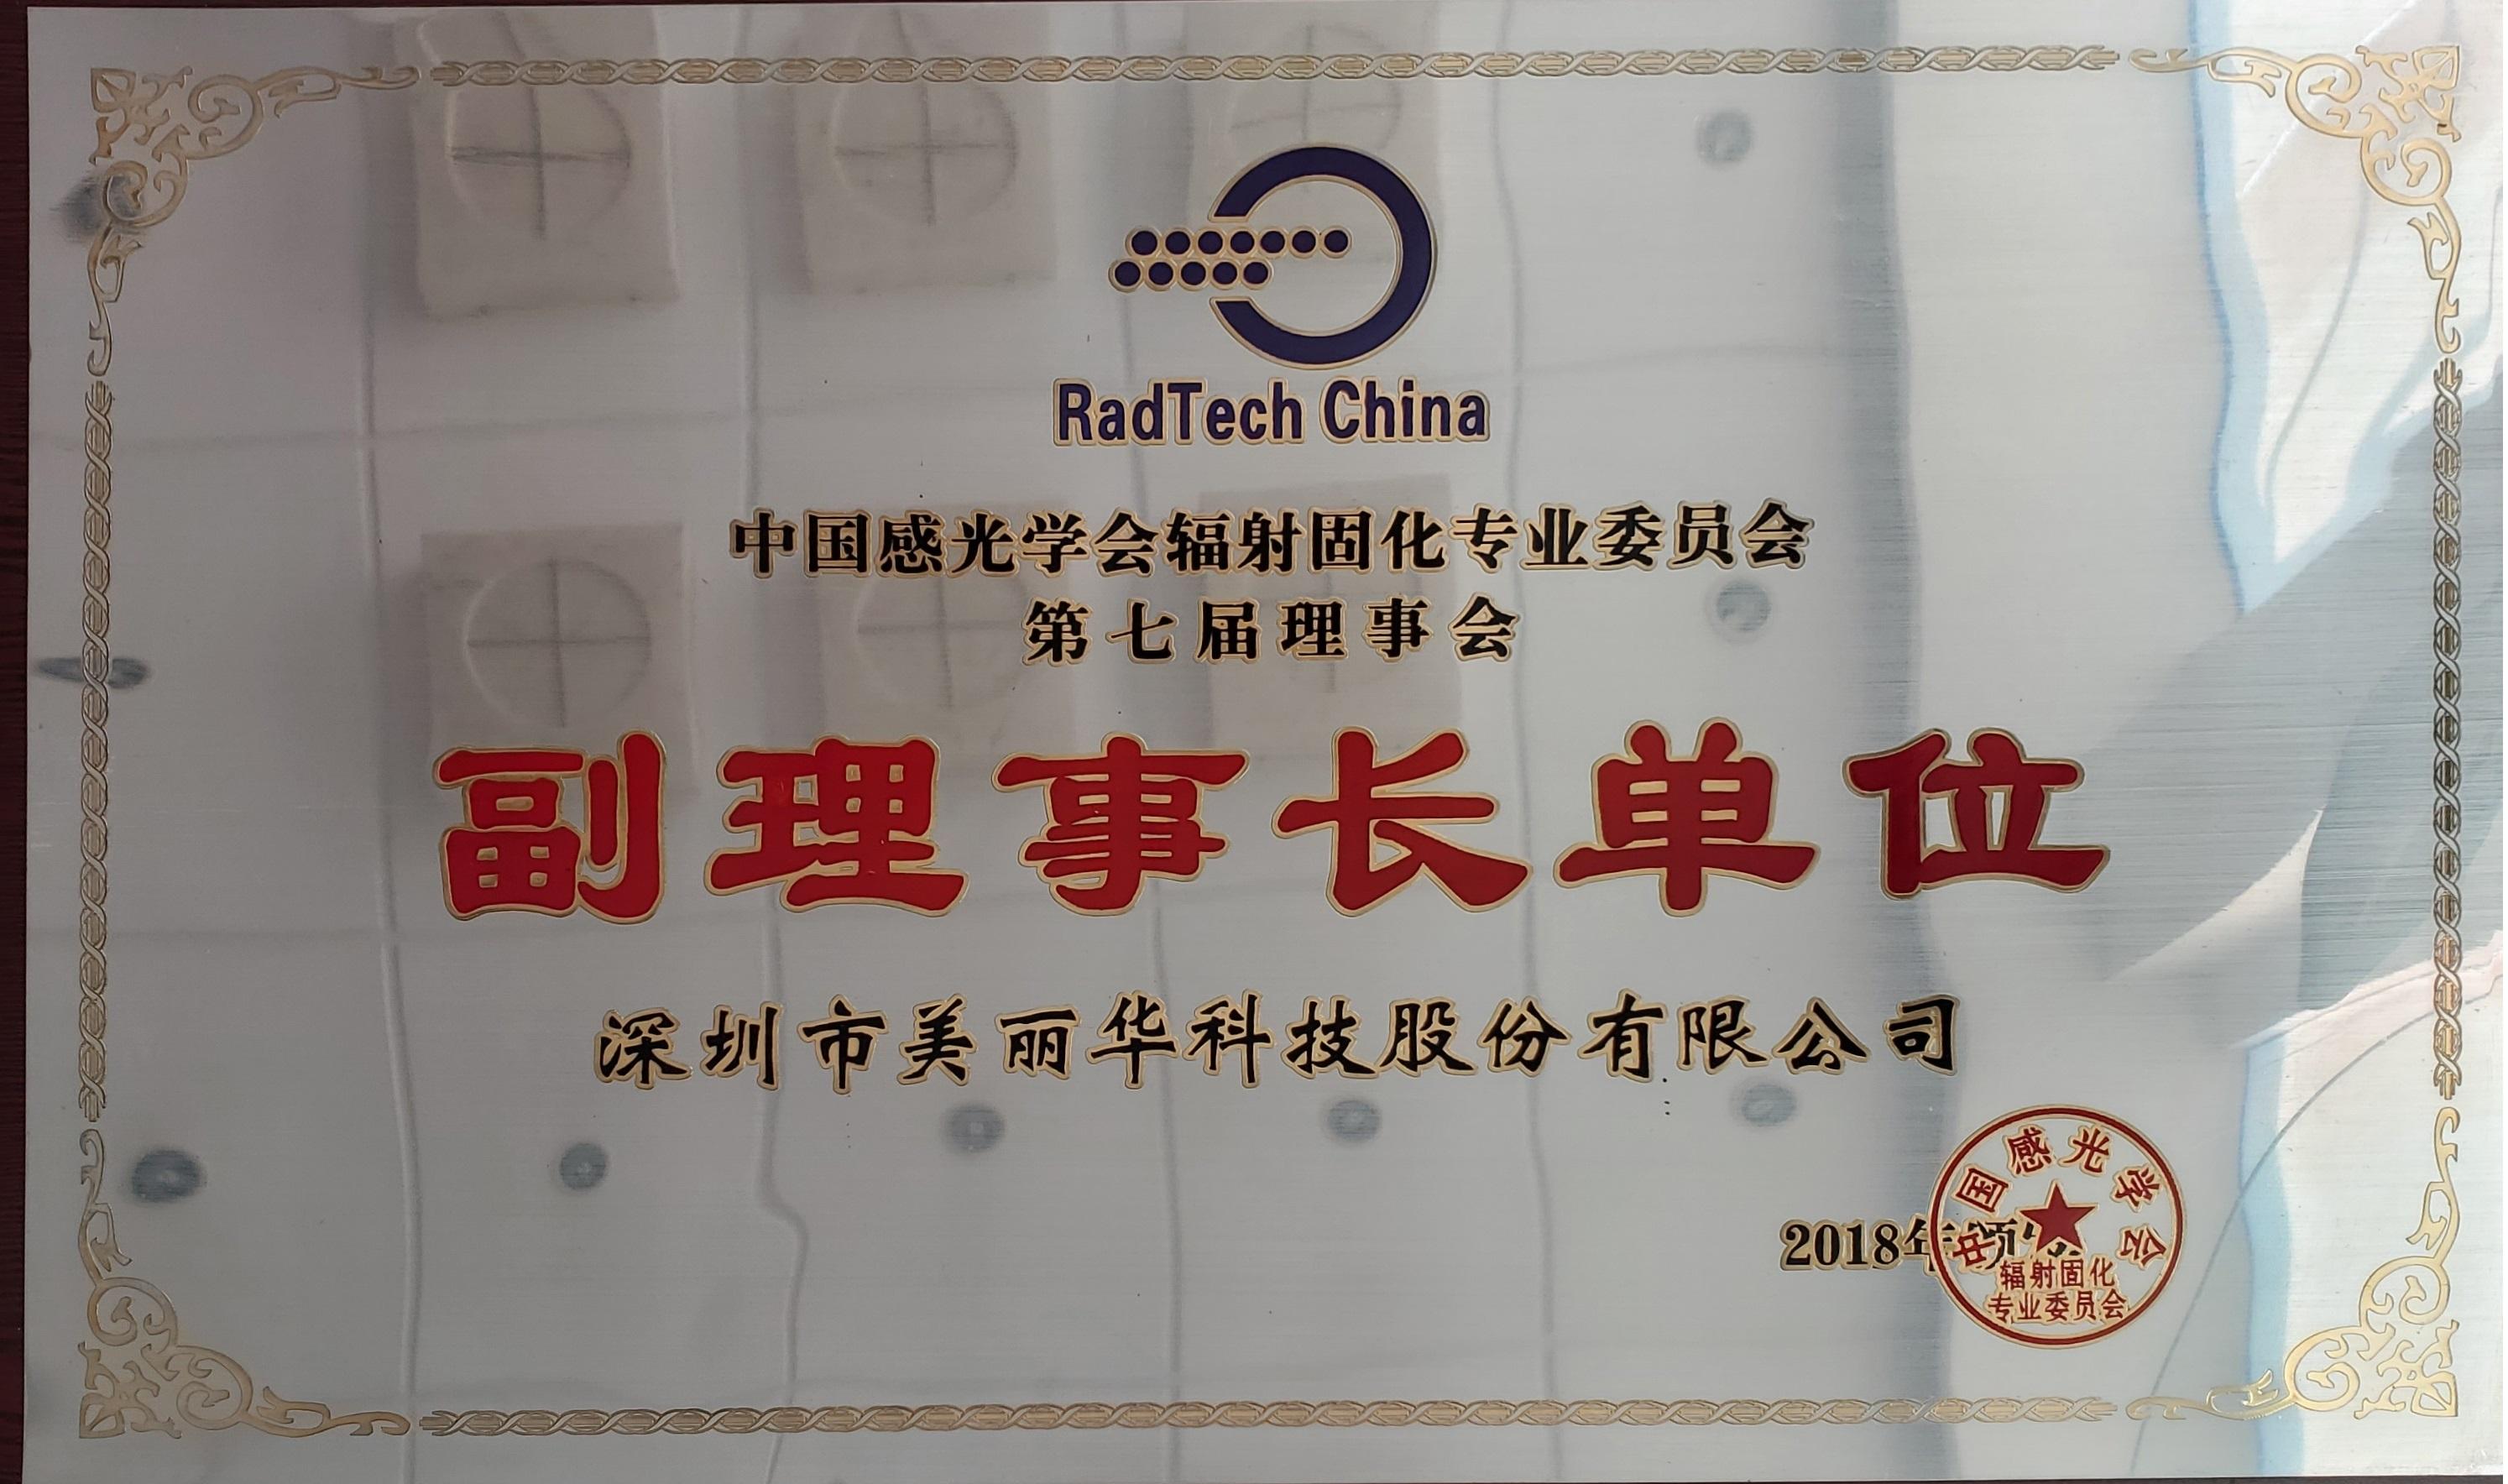 RadTech China
中国感光学会辐射固化专业委员会
第七届理事会
副理事长单位
深圳市美丽华科技股份有限公司
2018年颁
中国感光学会
辐射固化
专业委员会